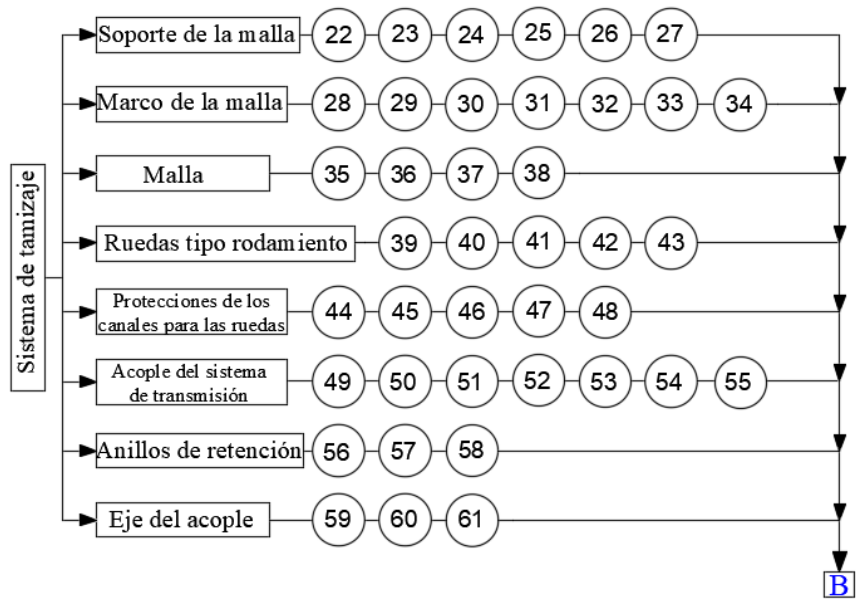 Sistema de tamizaje
Soporte de la malla 22 23 24 25 26 27
Marco de la malla 28 29 30 31 32 33 34
Malla 35 36 37 38
Ruedas tipo rodamiento 39 40 41 42 43
Protecciones de los
canales para las ruedas 44 45 46 47 48
Acople del sistema
de transmisión 49 50 51 52 53 54 55
Anillos de retención 56 57 58
Eje del acople 59 60 61
B